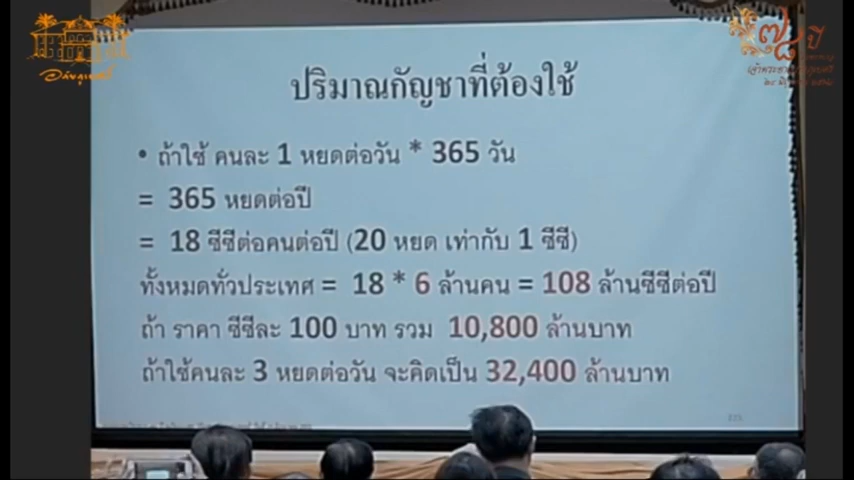 ๗๘ ปี
ปริมาณกัญชาที่ต้องใช้
• ถ้าใช้ คนละ 1 หยดต่อวัน * 365 วัน
= 365 หยดต่อปี
= 18 ซีซีต่อคนต่อปี (20 หยด เท่ากับ 1 ซีซี)
ทั้งหมดทั่วประเทศ = 18 * 6 ล้านคน = 108 ล้านซีซีต่อปี
ถ้า ราคา ซีซีละ 100 บาท รวม 10,800 ล้านบาท
ถ้าใช้คนละ 3 หยดต่อวัน จะคิดเป็น 32,400 ล้านบาท